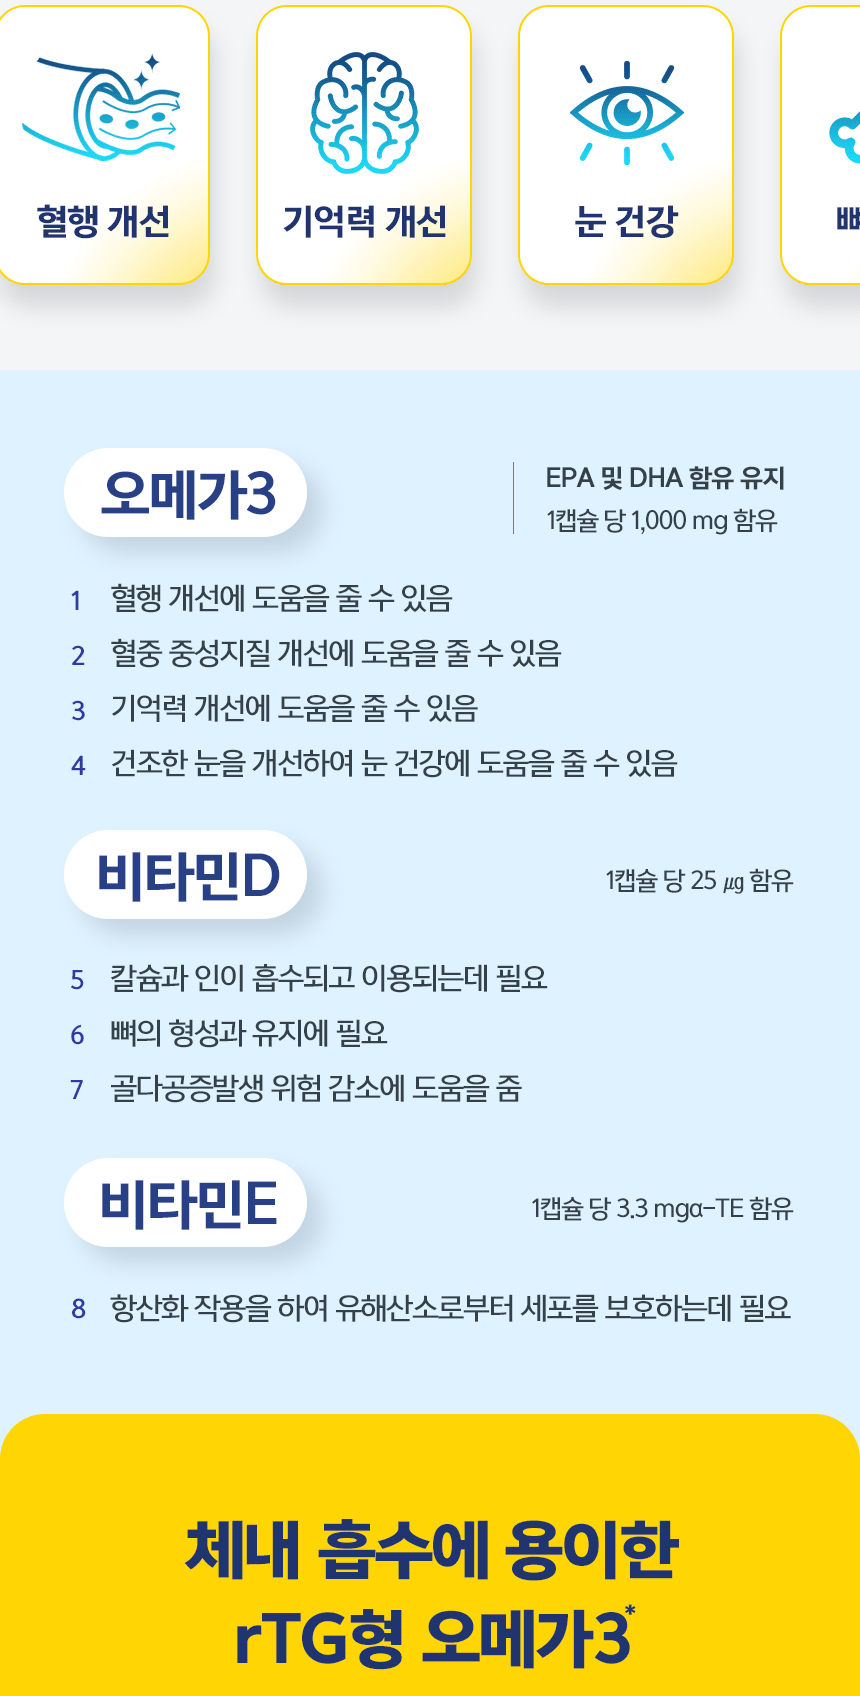 혈행 개선
기억력 개선
눈 건강
오메가3
EPA 및 DHA 함유 유지
1캡슐 당 1,000 mg 함유
1 혈행 개선에 도움을 줄 수 있음
2 혈중 중성지질 개선에 도움을 줄 수 있음
3 기억력 개선에 도움을 줄 수 있음
4 건조한 눈을 개선하여 눈 건강에 도움을 줄 수 있음
비타민D
1캡슐 당 25 ㎍ 함유
5 칼슘과 인이 흡수되고 이용되는데 필요
6 뼈의 형성과 유지에 필요
7 골다공증발생 위험 감소에 도움을 줌
비타민E
1캡슐 당 3.3 mgα-TE 함유
8 항산화 작용을 하여 유해산소로부터 세포를 보호하는데 필요
체내 흡수에 용이한
rTG형 오메가3*